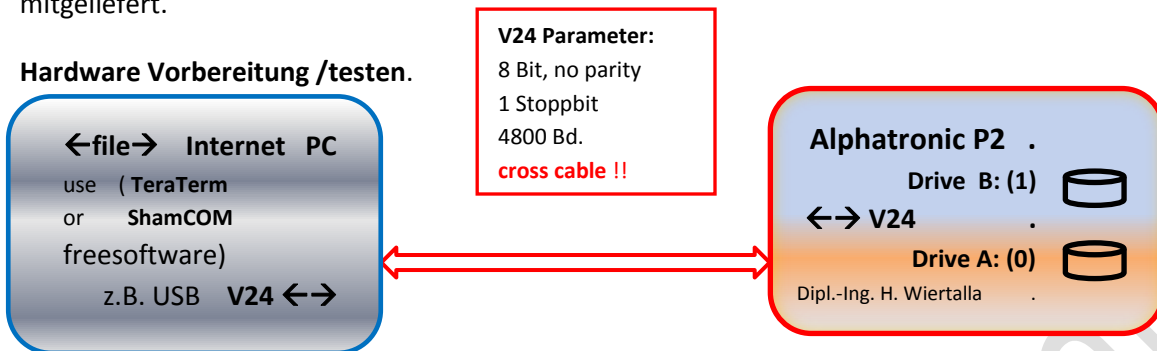 mitgeliefert.
Hardware Vorbereitung /testen.
V24 Parameter:
8 Bit, no parity
1 Stoppbit
4800 Bd.
cross cable !!
←file→ Internet PC
use ( TeraTerm
or ShamCOM
freesoftware)
z.B. USB V24 ←→
Alphatronic P2 .
Drive B: (1)
←→ V24 .
Drive A: (0)
Dipl.-Ing. H. Wiertalla .